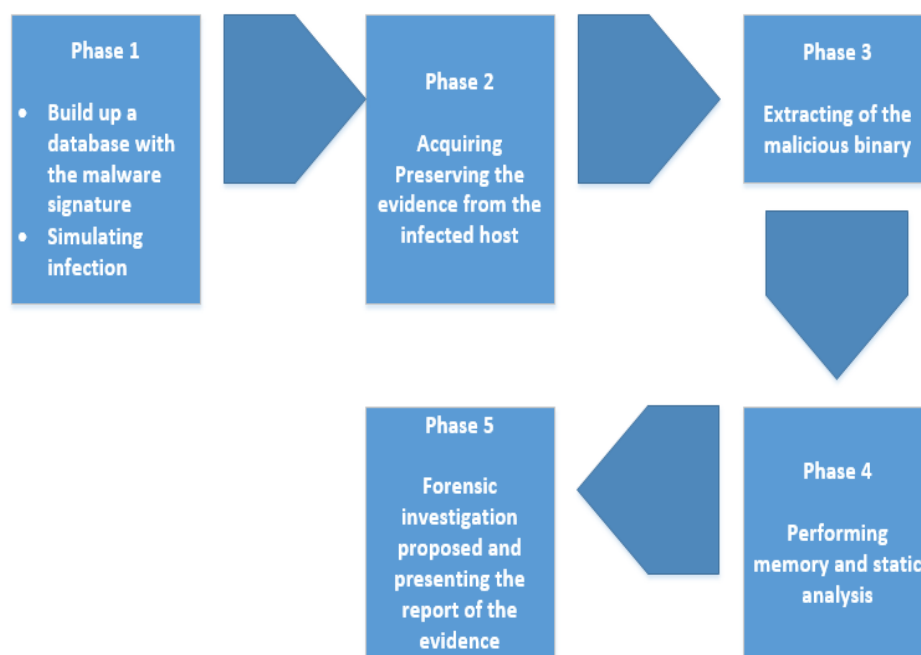 Phase 1
• Build up a
database with
the malware
signature
• Simulating
infection
Phase 2
Acquiring
Preserving the
evidence from the
infected host
Phase 3
Extracting of the
malicious binary
Phase 4
Performing
memory and static
analysis
Phase 5
Forensic
investigation
proposed and
presenting the
report of the
evidence